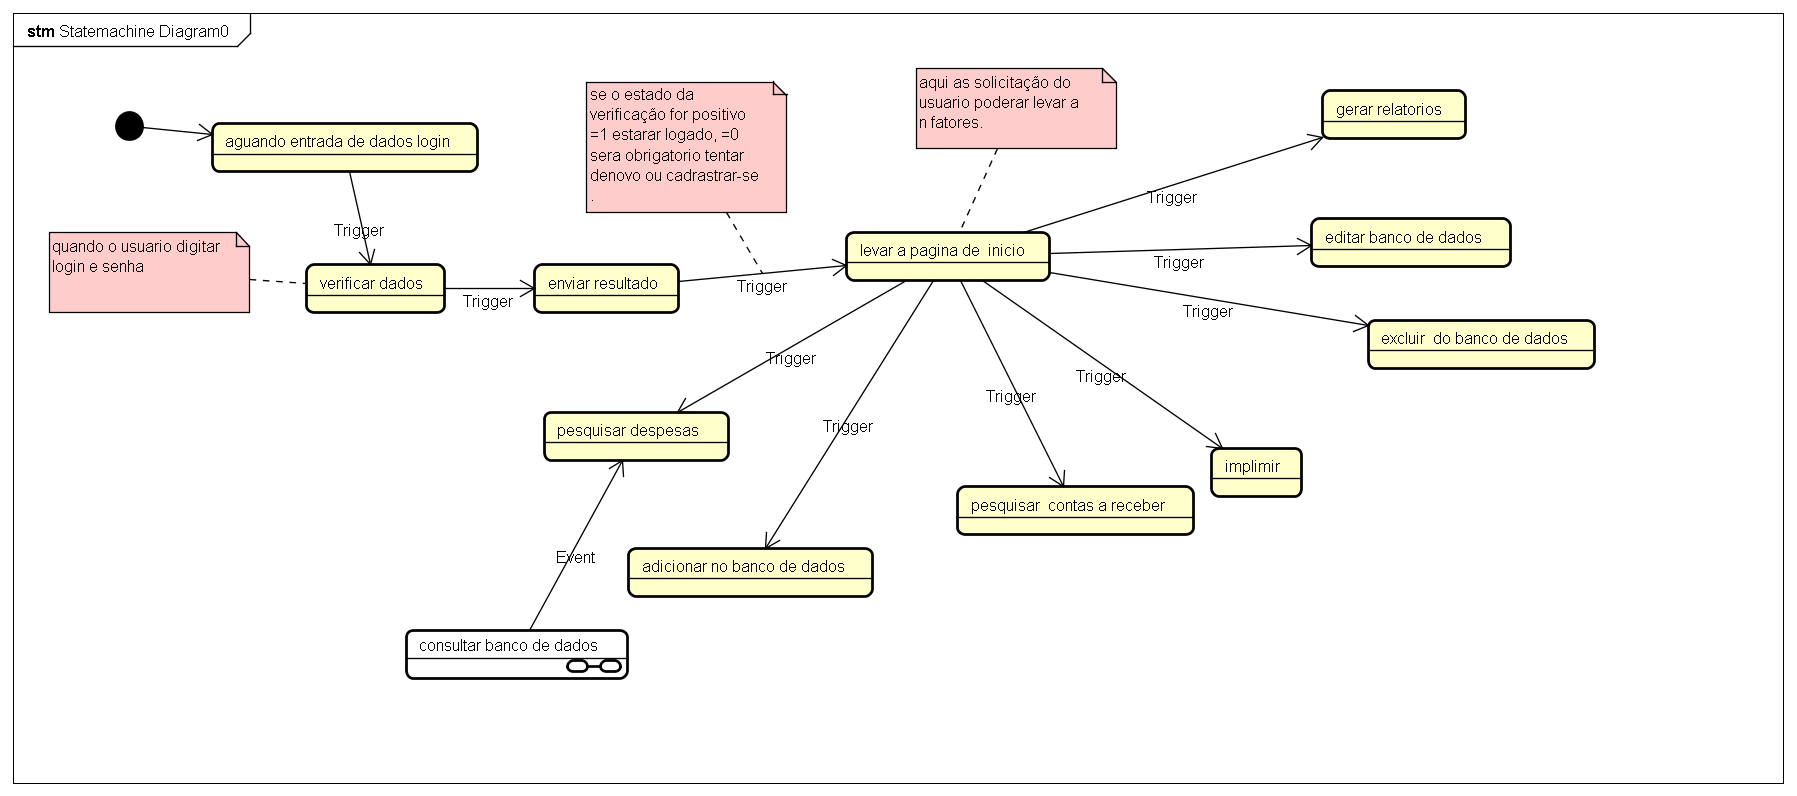 stm Statemachine Diagram0
aguando entrada de dados login
Trigger
quando o usuario digitar
login e senha
verificar dados
Trigger
enviar resultado
se o estado da
verificação for positivo
=1 estarar logado, =0
sera obrigatorio tentar
denovo ou cadrastrar-se
.
Trigger
aqui as solicitação do
usuario poderar levar a
n fatores.
levar a pagina de  inicio
Trigger
gerar relatorios
Trigger
editar banco de dados
Trigger
excluir  do banco de dados
Trigger
pesquisar despesas
Trigger
adicionar no banco de dados
Trigger
pesquisar  contas a receber
Trigger
implimir
Event
consultar banco de dados